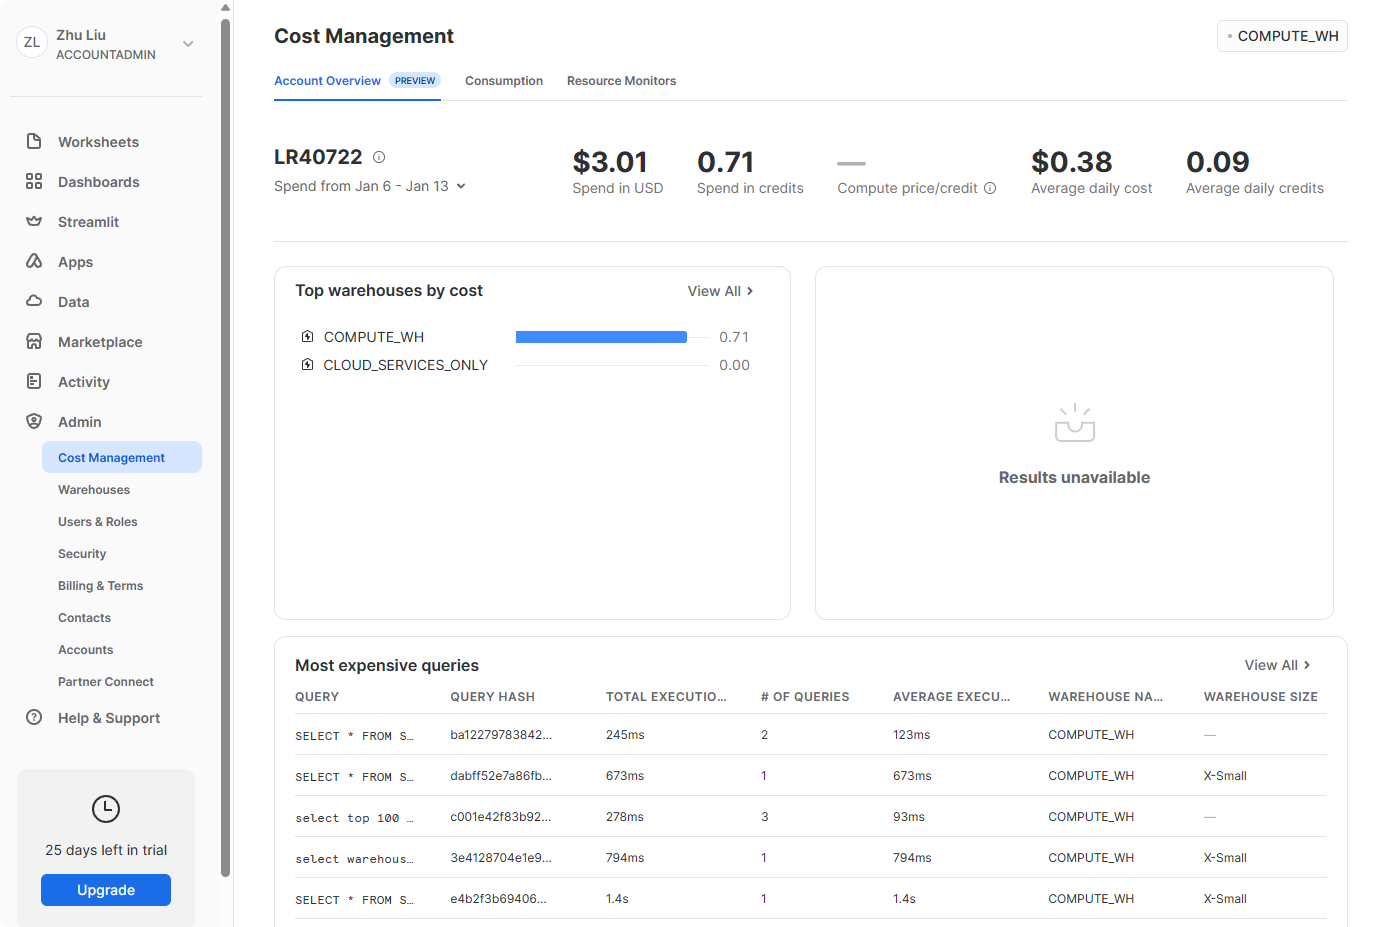 ZL
Zhu Liu
ACCOUNTADMIN
Worksheets
Dashboards
Streamlit
Apps
Data
Marketplace
Activity
Admin
Cost Management
Warehouses
Users & Roles
Security
Billing & Terms
Contacts
Accounts
Partner Connect
Help & Support
25 days left in trial
Upgrade
Cost Management
COMPUTE_WH
Account Overview PREVIEW Consumption Resource Monitors
LR40722
Spend from Jan 6 - Jan 13
$3.01 0.71 — $0.38 0.09
Spend in USD Spend in credits Compute price/credit Average daily cost Average daily credits
Top warehouses by cost View All
COMPUTE_WH 0.71
CLOUD_SERVICES_ONLY 0.00
Results unavailable
Most expensive queries View All
QUERY QUERY HASH TOTAL EXECUTIO... # OF QUERIES AVERAGE EXECU... WAREHOUSE NA... WAREHOUSE SIZE
SELECT * FROM S... ba12279783842... 245ms 2 123ms COMPUTE_WH —
SELECT * FROM S... dabff52e7a86fb... 673ms 1 673ms COMPUTE_WH X-Small
select top 100 ... c001e42f83b92... 278ms 3 93ms COMPUTE_WH —
select warehous... 3e4128704e1e9... 794ms 1 794ms COMPUTE_WH X-Small
SELECT * FROM S... e4b2f3b69406... 1.4s 1 1.4s COMPUTE_WH X-Small